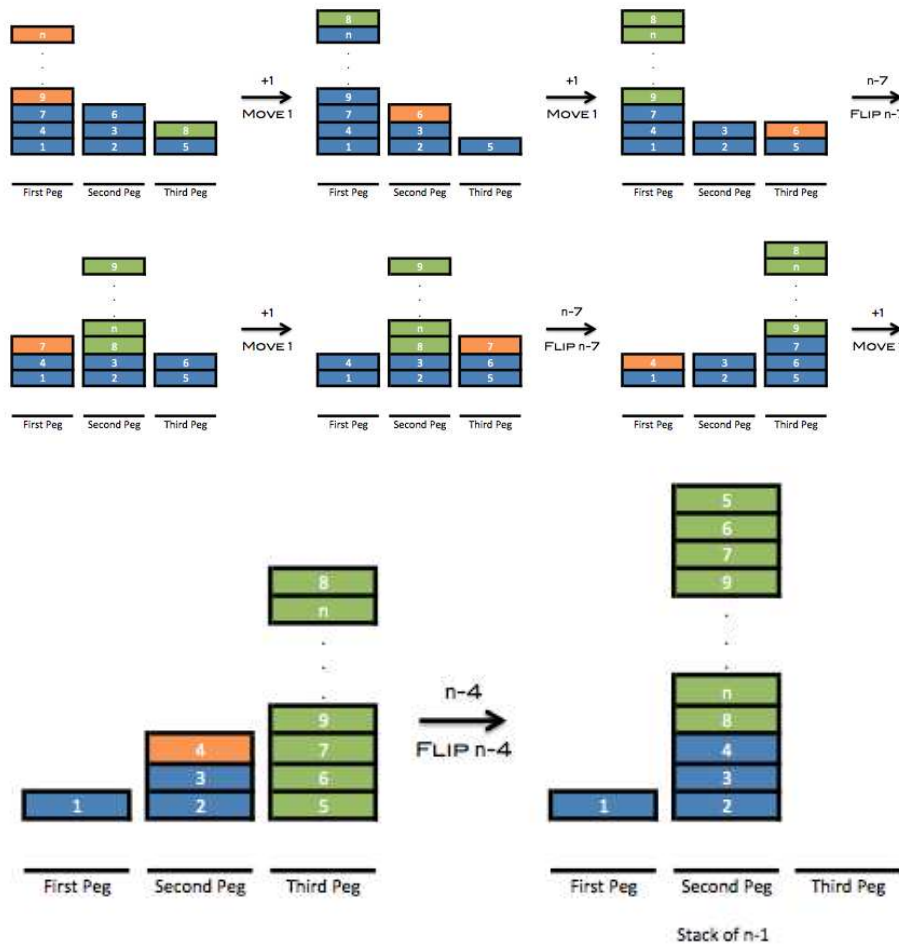 8 8
n n n
+1 +1 n-7
9 9 9
7 6 MOVE 1 7 6 MOVE 1 7 FLIP n-7
4 3 8 4 3 4 3 6
1 2 5 1 2 5 1 2 5
First Peg Second Peg Third Peg First Peg Second Peg Third Peg First Peg Second Peg Third Peg
8
9 9 n
+1 n-7 +1
n n 9
7 8 MOVE 1 8 7 FLIP n-7 7 MOVE 1
4 3 6 4 3 6 4 3 6
1 2 5 1 2 5 1 2 5
First Peg Second Peg Third Peg First Peg Second Peg Third Peg First Peg Second Peg Third Peg
5
6
7
8 9
n
n-4 n
9 8
4 7 FLIP n-4 4
3 6 3
1 2 5 1 2
First Peg Second Peg Third Peg First Peg Second Peg Third Peg
Stack of n-1